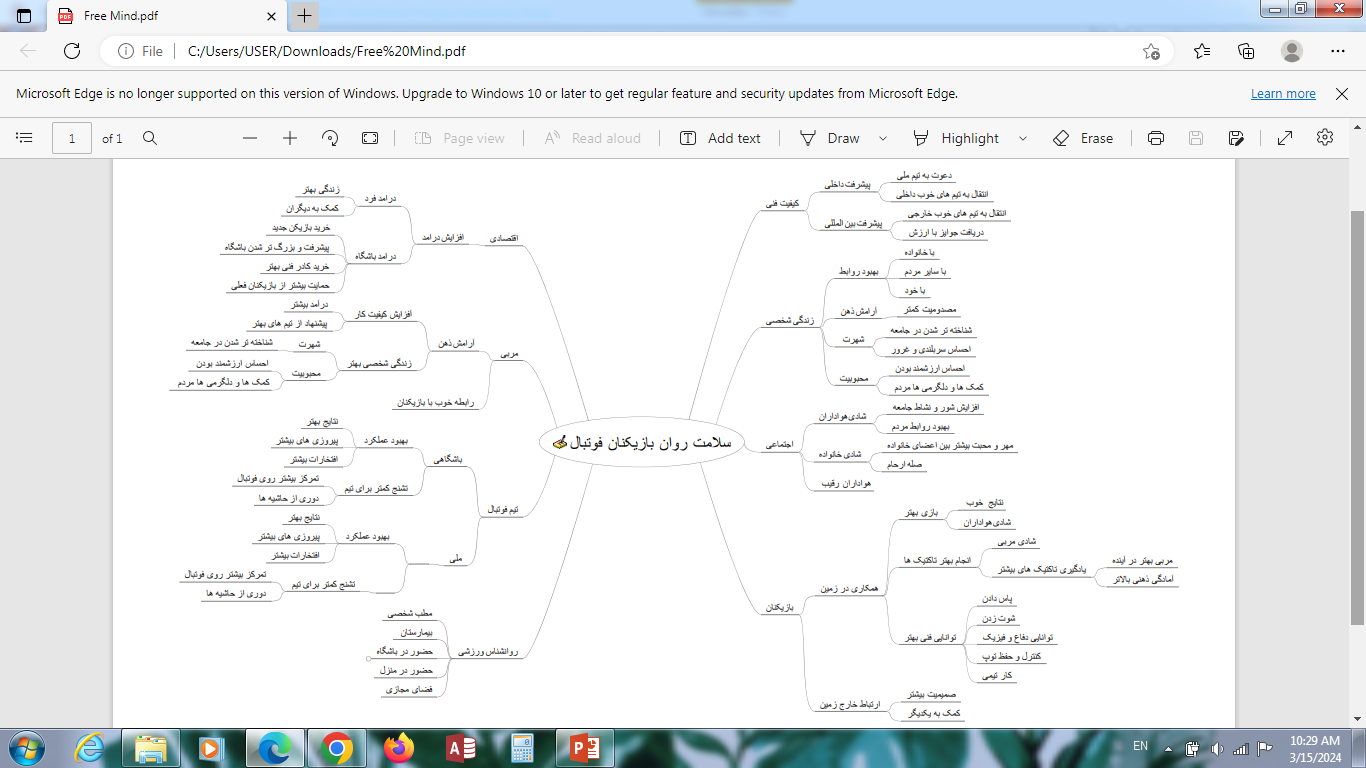 Free Mind.pdf
File
C:/Users/USER/Downloads/Free%20Mind.pdf
Microsoft Edge is no longer supported on this version of Windows. Upgrade to Windows 10 or later to get regular feature and security updates from Microsoft Edge.
Learn more
1 of 1
Page view
Read aloud
Add text
Draw
Highlight
Erase
سلامت روان بازیکنان فوتبال
کیفیت فنی
پیشرفت داخلی
دعوت به تیم ملی
انتقال به تیم های خوب داخلی
پیشرفت بین المللی
انتقال به تیم های خوب خارجی
دریافت جوایز با ارزش
زندگی شخصی
بهبود روابط
با خانواده
با سایر مردم
با خود
ارامش ذهن
مصدومیت کمتر
شهرت
شناخته تر شدن در جامعه
احساس سربلندی و غرور
محبوبیت
احساس ارزشمند بودن
کمک ها و دلگرمی ها مردم
اجتماعی
شادی هواداران
افزایش شور و نشاط جامعه
بهبود روابط مردم
شادی خانواده
مهر و محبت بیشتر بین اعضای خانواده
صله ارحام
هواداران رقیب
بازیکنان
همکاری در زمین
بازی بهتر
نتایج خوب
شادی هواداران
انجام بهتر تاکتیک ها
شادی مربی
یادگیری تاکتیک های بیشتر
مربی بهتر در آینده
آمادگی ذهنی بالاتر
توانایی فنی بهتر
پاس دادن
شوت زدن
توانایی دفاع و فیزیک
کنترل و حفظ توپ
کار تیمی
ارتباط خارج زمین
صمیمیت بیشتر
کمک به یکدیگر
اقتصادی
افزایش درامد
درامد فرد
زندگی بهتر
کمک به دیگران
درامد باشگاه
خرید بازیکن جدید
پیشرفت و بزرگ تر شدن باشگاه
خرید کادر فنی بهتر
حمایت بیشتر از بازیکنان فعلی
مربی
ارامش ذهن
افزایش کیفیت کار
درآمد بیشتر
پیشنهاد از تیم های بهتر
زندگی شخصی بهتر
شهرت
شناخته تر شدن در جامعه
محبوبیت
احساس ارزشمند بودن
کمک ها و دلگرمی ها مردم
رابطه خوب با بازیکنان
تیم فوتبال
باشگاهی
بهبود عملکرد
نتایج بهتر
پیروزی های بیشتر
افتخارات بیشتر
تشنج کمتر برای تیم
تمرکز بیشتر روی فوتبال
دوری از حاشیه ها
ملی
بهبود عملکرد
نتایج بهتر
پیروزی های بیشتر
افتخارات بیشتر
تشنج کمتر برای تیم
تمرکز بیشتر روی فوتبال
دوری از حاشیه ها
روانشناس ورزشی
مطب شخصی
بیمارستان
حضور در باشگاه
حضور در منزل
فضای مجازی
EN
10:29 AM
3/15/2024